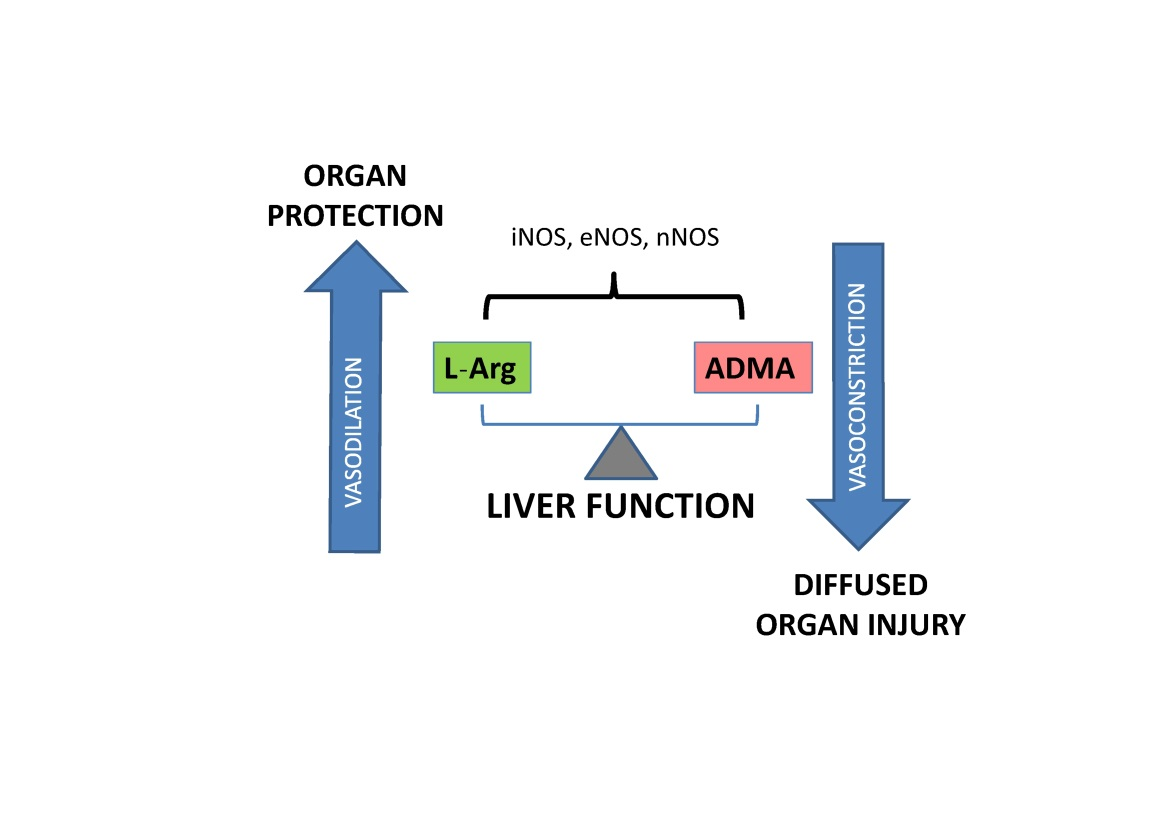 ORGAN
PROTECTION
iNOS, eNOS, nNOS
VASODILATION
L-Arg
ADMA
VASOCONSTRICTION
LIVER FUNCTION
DIFFUSED
ORGAN INJURY